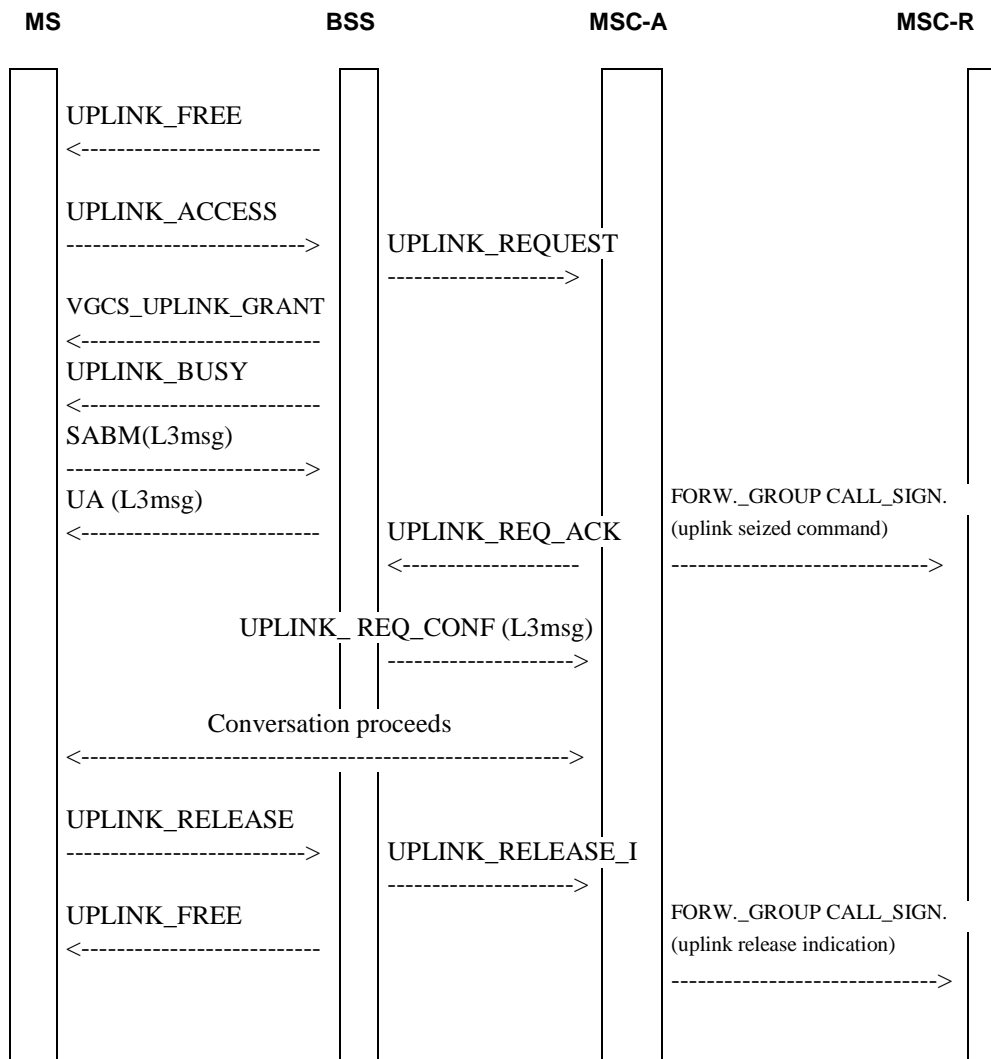 MS BSS MSC-A MSC-R
UPLINK_FREE
<---------------------------
UPLINK_ACCESS
---------------------------> UPLINK_REQUEST
-------------------->
VGCS_UPLINK_GRANT
<---------------------------
UPLINK_BUSY
<---------------------------
SABM(L3msg)
--------------------------->
UA (L3msg) FORW._GROUP CALL_SIGN.
<--------------------------- UPLINK_REQ_ACK (uplink seized command)
<-------------------- ----------------------------->
UPLINK_ REQ_CONF (L3msg)
--------------------->
Conversation proceeds
<------------------------------------------------------->
UPLINK_RELEASE
---------------------------> UPLINK_RELEASE_I
--------------------->
UPLINK_FREE FORW._GROUP CALL_SIGN.
<--------------------------- (uplink release indication)
------------------------------>